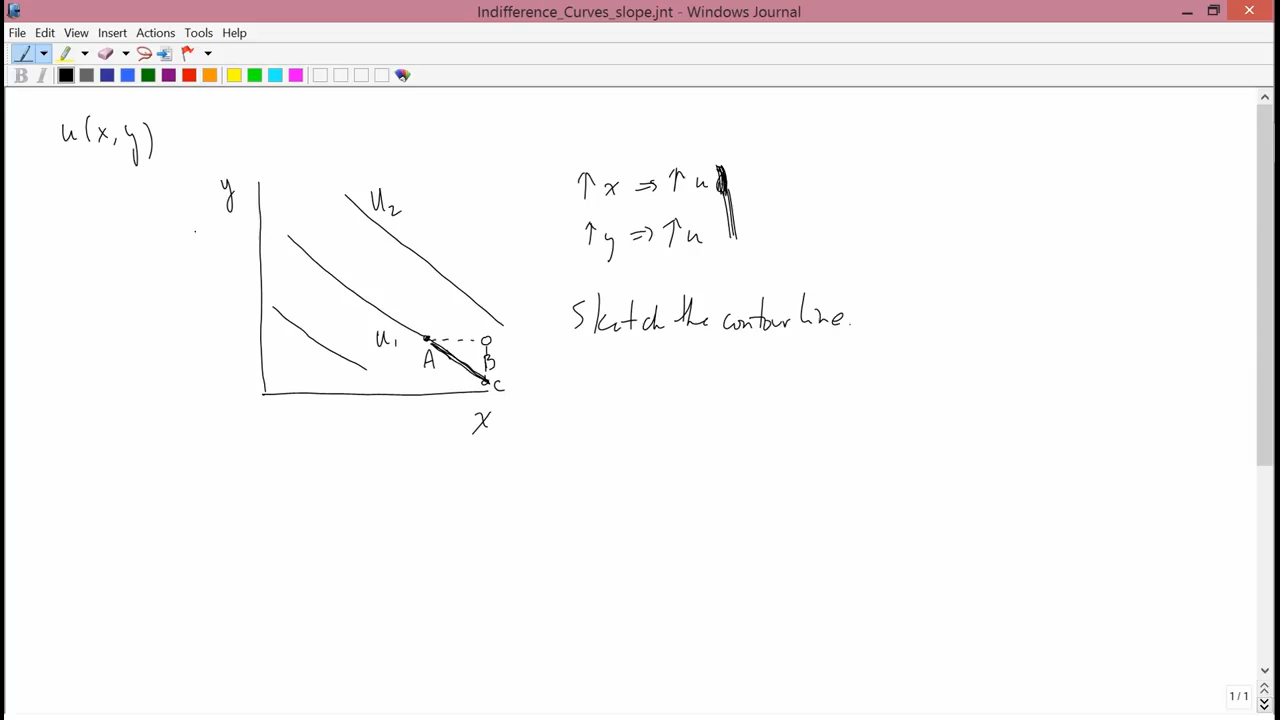 Indifference_Curves_slope.jnt - Windows Journal
File Edit View Insert Actions Tools Help
B I
u(x, y)
y
U2
U1
A
B
C
x
↑ x ⇒ ↑ u
↑ y ⇒ ↑ u
Sketch the contour line.
1 / 1